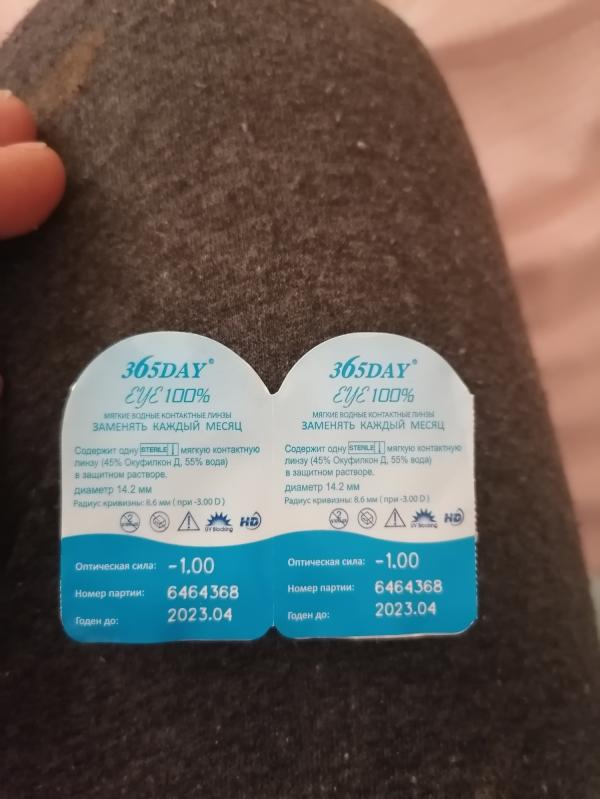 365DAY®
EYE 100%
МЯГКИЕ ВОДНЫЕ КОНТАКТНЫЕ ЛИНЗЫ
ЗАМЕНЯТЬ КАЖДЫЙ МЕСЯЦ
Содержит одну STERILE мягкую контактную
линзу (45% Окуфилкон Д, 55% вода)
в защитном растворе.
диаметр 14.2 мм
Радиус кривизны: 8.6 мм ( при -3.00 D )
UV Blocking HD
Оптическая сила: -1.00
Номер партии: 6464368
Годен до: 2023.04
365DAY®
EYE 100%
МЯГКИЕ ВОДНЫЕ КОНТАКТНЫЕ ЛИНЗЫ
ЗАМЕНЯТЬ КАЖДЫЙ МЕСЯЦ
Содержит одну STERILE мягкую контактную
линзу (45% Окуфилкон Д, 55% вода)
в защитном растворе.
диаметр 14.2 мм
Радиус кривизны: 8.6 мм ( при -3.00 D )
UV Blocking HD
Оптическая сила: -1.00
Номер партии: 6464368
Годен до: 2023.04